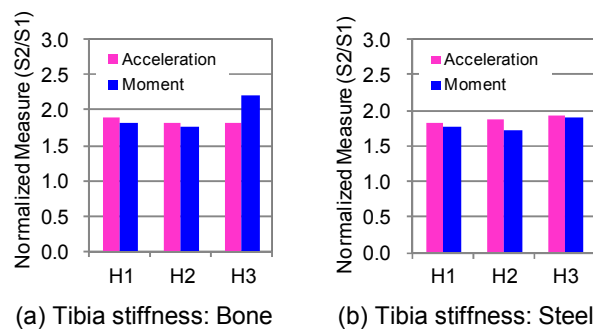 Normalized Measure (S2/S1)
3.0
2.5
2.0
1.5
1.0
0.5
0.0
Acceleration
Moment
H1 H2 H3
(a) Tibia stiffness: Bone
Normalized Measure (S2/S1)
3.0
2.5
2.0
1.5
1.0
0.5
0.0
Acceleration
Moment
H1 H2 H3
(b) Tibia stiffness: Steel